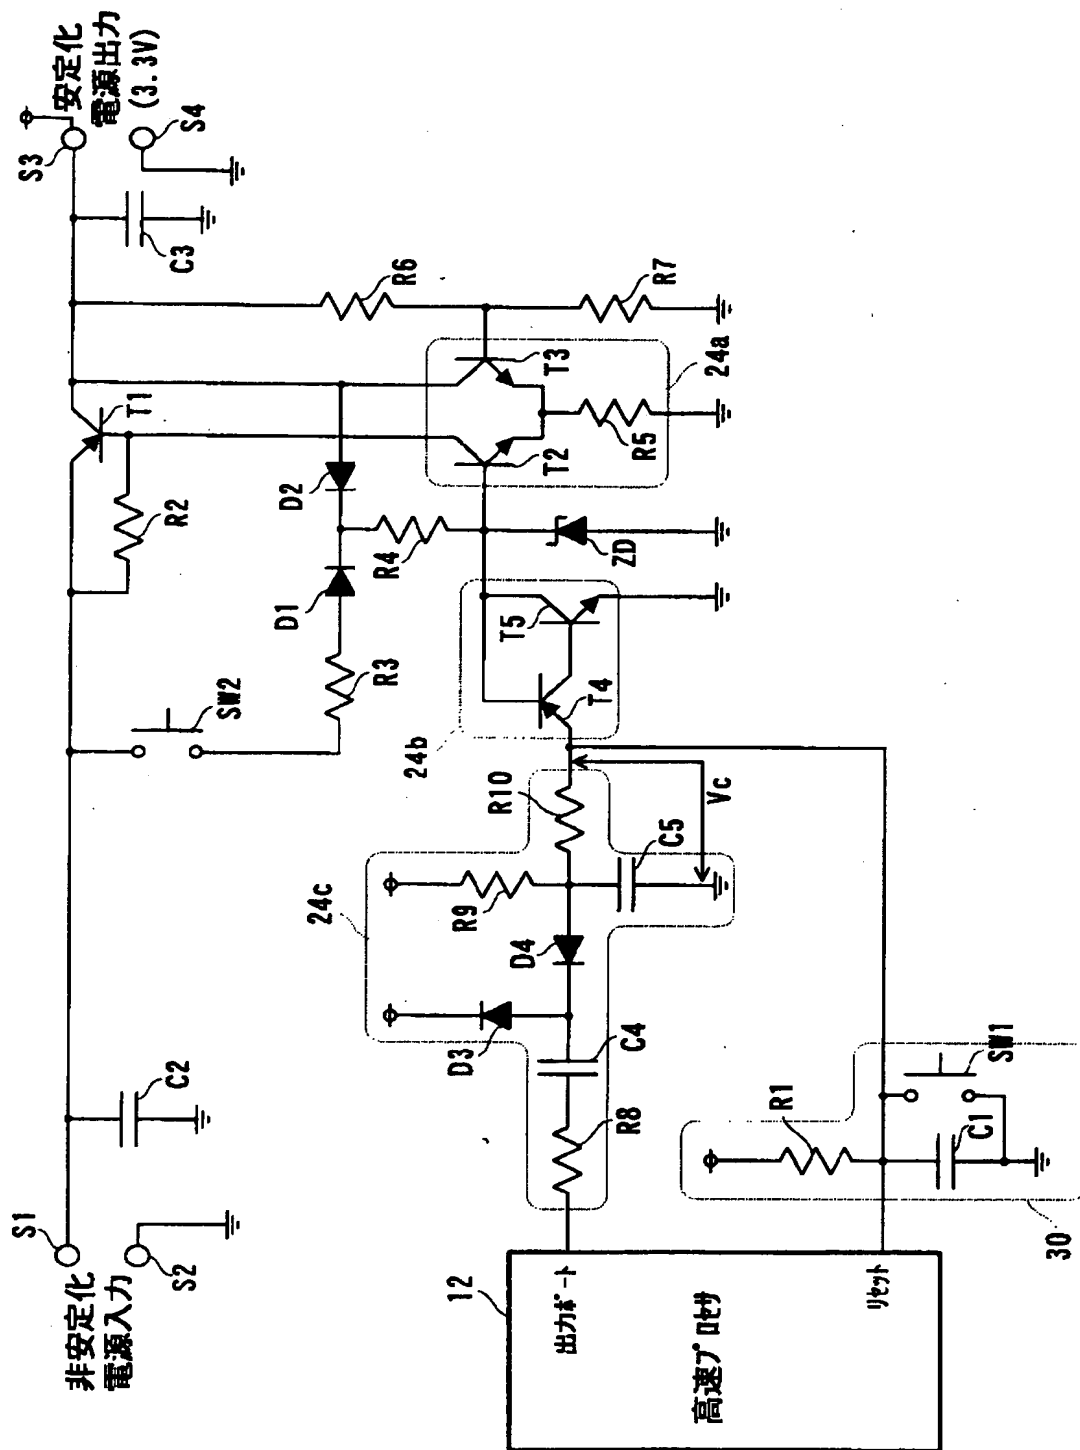 S1
非安定化
電源入力
S2
C2
SW2
R2
T1
R3
D1
D2
R4
C3
S3
安定化
電源出力
(3.3V)
S4
R6
R7
24a
T3
T2
R5
ZD
24b
T5
T4
24c
R10
R9
D4
D3
C5
Vc
C4
R8
12
出力ポート
高速プロセサ
リセット
R1
C1
SW1
30